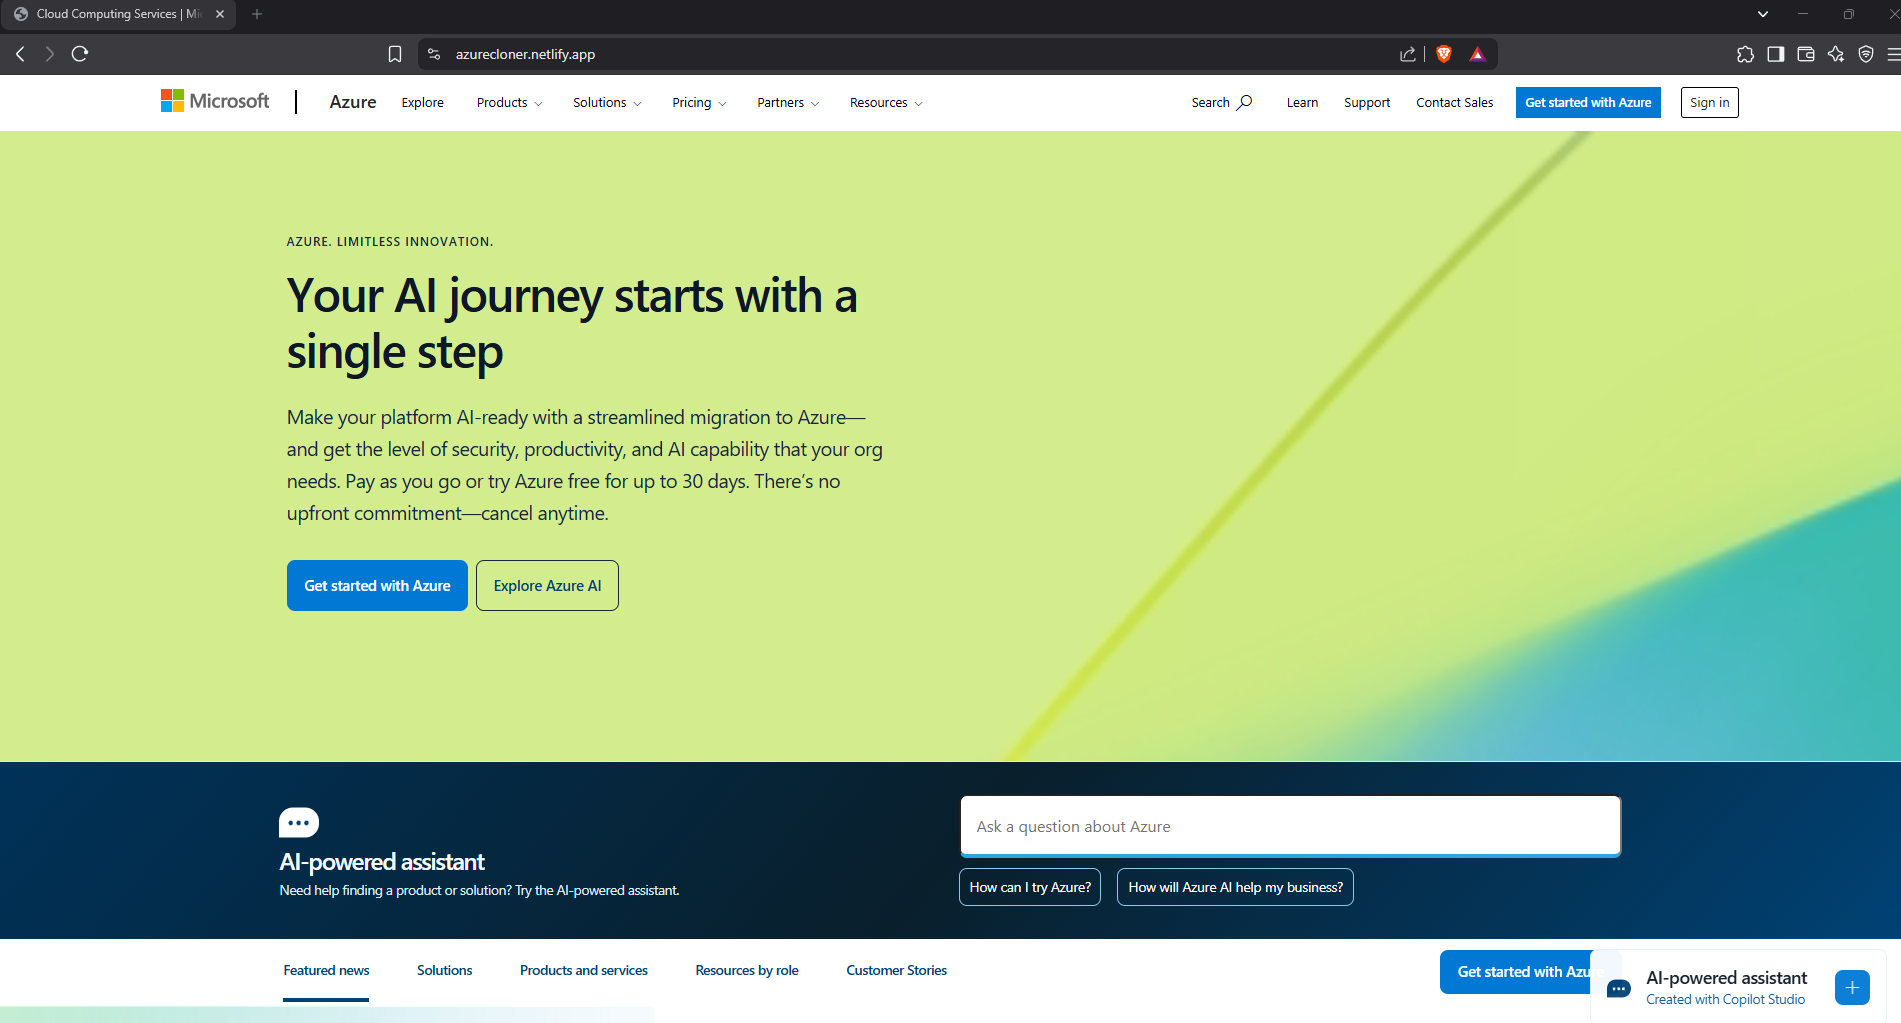 Cloud Computing Services | Mi
azurecloner.netlify.app
Microsoft
Azure
Explore
Products
Solutions
Pricing
Partners
Resources
Search
Learn
Support
Contact Sales
Get started with Azure
Sign in
AZURE. LIMITLESS INNOVATION.
Your AI journey starts with a
single step
Make your platform AI-ready with a streamlined migration to Azure—
and get the level of security, productivity, and AI capability that your org
needs. Pay as you go or try Azure free for up to 30 days. There’s no
upfront commitment—cancel anytime.
Get started with Azure
Explore Azure AI
AI-powered assistant
Need help finding a product or solution? Try the AI-powered assistant.
Ask a question about Azure
How can I try Azure?
How will Azure AI help my business?
Featured news
Solutions
Products and services
Resources by role
Customer Stories
Get started with Azure
AI-powered assistant
Created with Copilot Studio